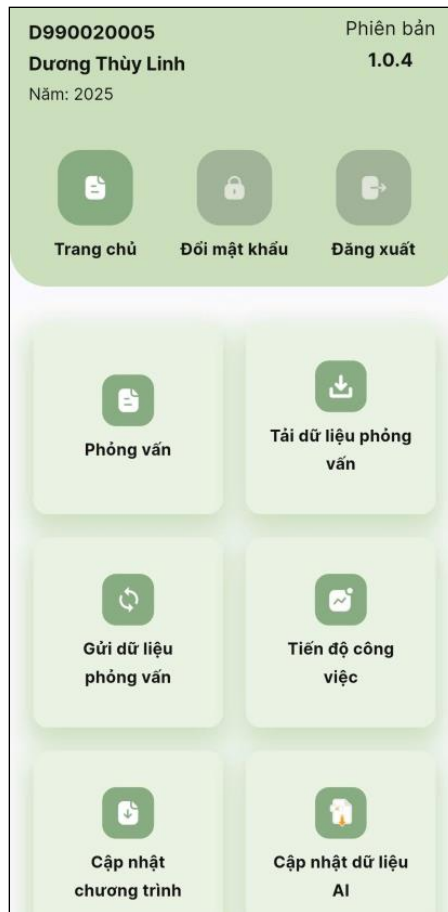 D990020005
Phiên bản
Dương Thùy Linh
1.0.4
Năm: 2025
Trang chủ
Đổi mật khẩu
Đăng xuất
Phỏng vấn
Tải dữ liệu phỏng
vấn
Gửi dữ liệu
phỏng vấn
Tiến độ công
việc
Cập nhật
chương trình
Cập nhật dữ liệu
AI